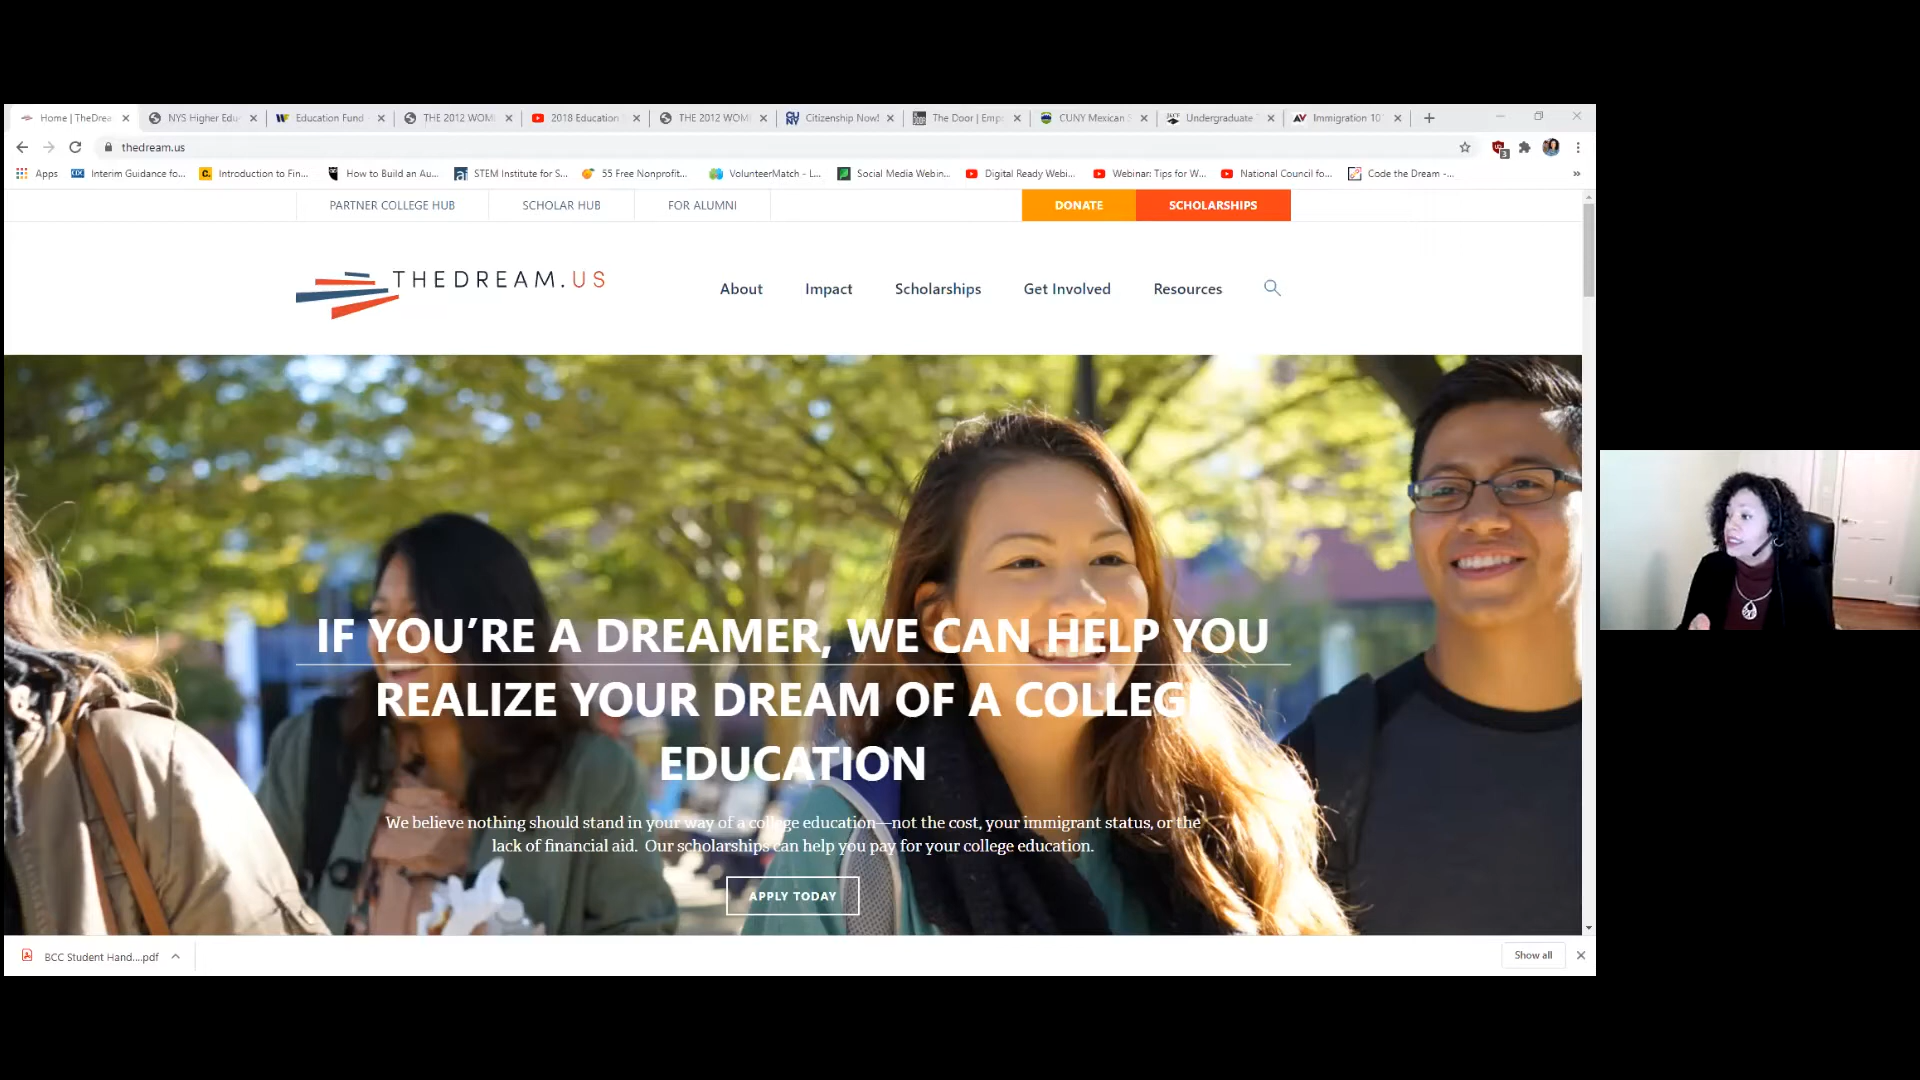 Home | TheDrea
NYS Higher Edu
Education Fund -
THE 2012 WOM
2018 Education
THE 2012 WOM
Citizenship Now!
The Door | Emp
CUNY Mexican S
Undergraduate
Immigration 10
thedream.us
3
Apps
Interim Guidance fo...
Introduction to Fin...
How to Build an Au...
STEM Institute for S...
55 Free Nonprofit...
VolunteerMatch - L...
Social Media Webin...
Digital Ready Webi...
Webinar: Tips for W...
National Council fo...
Code the Dream -...
PARTNER COLLEGE HUB
SCHOLAR HUB
FOR ALUMNI
DONATE
SCHOLARSHIPS
THEDREAM.US
About
Impact
Scholarships
Get Involved
Resources
IF YOU’RE A DREAMER, WE CAN HELP YOU
REALIZE YOUR DREAM OF A COLLEGE
EDUCATION
We believe nothing should stand in your way of a college education—not the cost, your immigrant status, or the
lack of financial aid. Our scholarships can help you pay for your college education.
APPLY TODAY
BCC Student Hand....pdf
Show all